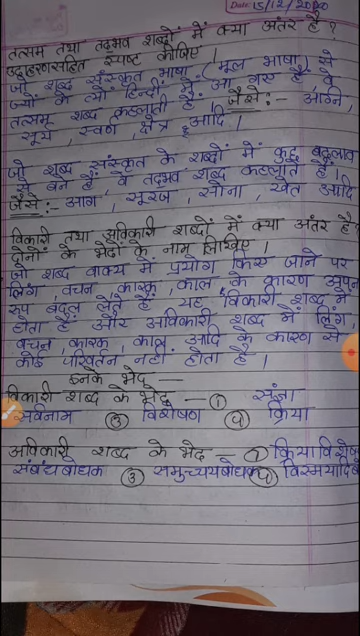 Date: 15/12/2020
तत्सम तथा तद्भव शब्दों में क्या अंतर है?
उदाहरणसहित स्पष्ट कीजिए।
जो शब्द संस्कृत भाषा (मूल भाषा) से
ज्यों के त्यों हिन्दी में आ गए हैं, वे
तत्सम शब्द कहलाती हैं। जैसे:- अग्नि,
सूर्य, स्वर्ण, क्षेत्र आदि।
जो शब्द संस्कृत के शब्दों में कुछ बदलाव
से बने हैं, वे तद्भव शब्द कहलाते हैं।
जैसे:- आग, सूरज, सोना, खेत आदि
विकारी तथा अविकारी शब्दों में क्या अंतर है?
दोनों के भेदों के नाम लिखिए।
जो शब्द वाक्य में प्रयोग किए जाने पर
लिंग, वचन, कारक, काल के कारण अपन
रूप बदल लेते हैं, यह विकारी शब्द में
होता है और अविकारी शब्द में लिंग,
वचन, कारक, काल आदि के कारण से
कोई परिवर्तन नहीं होता है।
इनके भेद —
विकारी शब्द के भेद — ① संज्ञा
सर्वनाम ③ विशेषण ④ क्रिया
अविकारी शब्द के भेद — ① क्रियाविशेष
संबंधबोधक ③ समुच्चयबोधक ④ विस्मयादिब